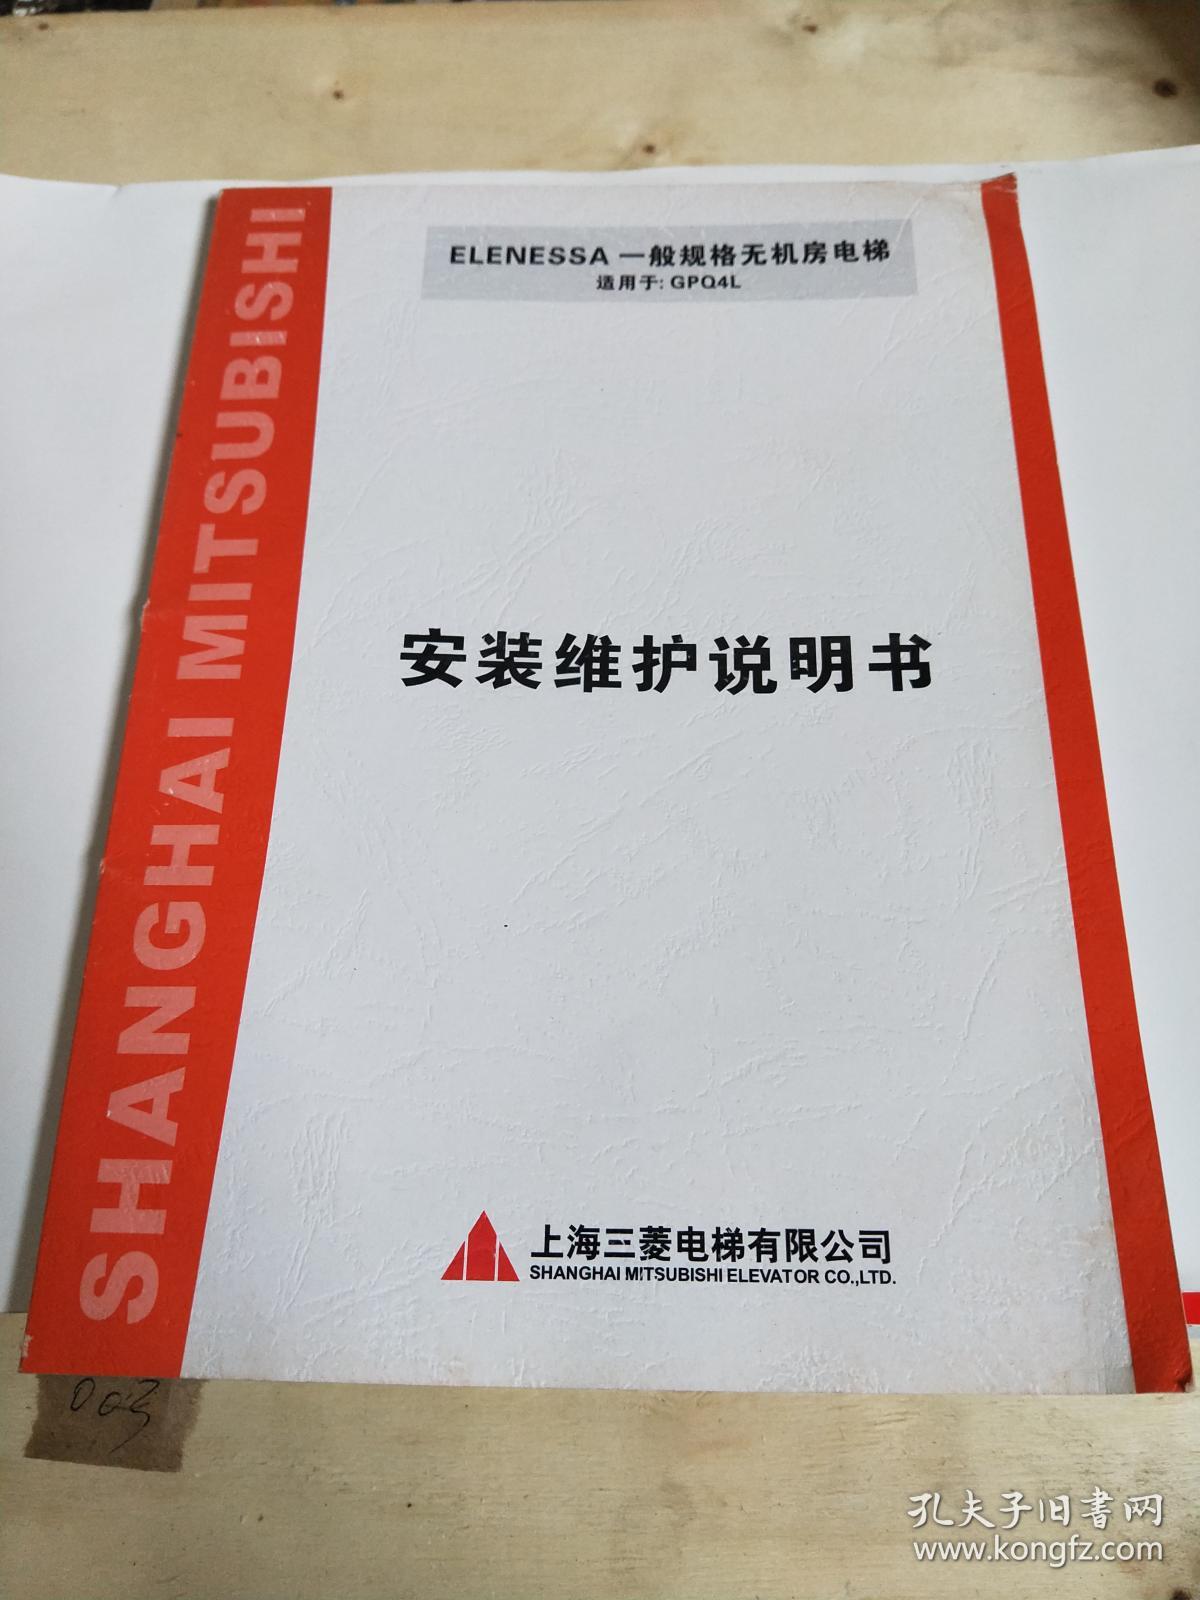 ELENESSA 一般规格无机房电梯
适用于: GPQ4L
SHANGHAI MITSUBISHI
安装维护说明书
上海三菱电梯有限公司
SHANGHAI MITSUBISHI ELEVATOR CO.,LTD.
003
孔夫子旧书网
www.kongfz.com